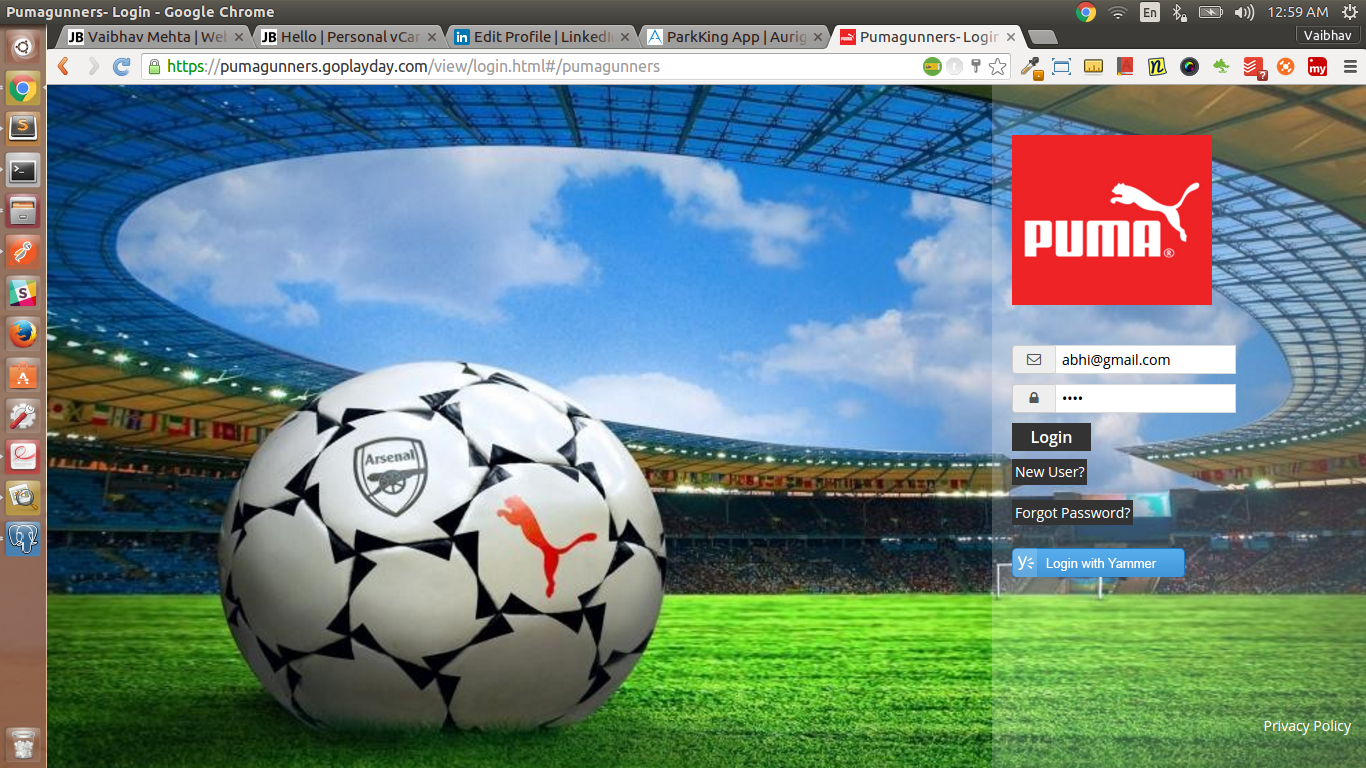 Pumagunners- Login - Google Chrome
En
12:59 AM
JB Vaibhav Mehta | We
JB Hello | Personal vCar
in Edit Profile | LinkedI
ParkKing App | Aurig
Pumagunners- Login
Vaibhav
https://pumagunners.goplayday.com/view/login.html#/pumagunners
my
PUMA®
abhi@gmail.com
••••
Login
New User?
Forgot Password?
Login with Yammer
Arsenal
Privacy Policy